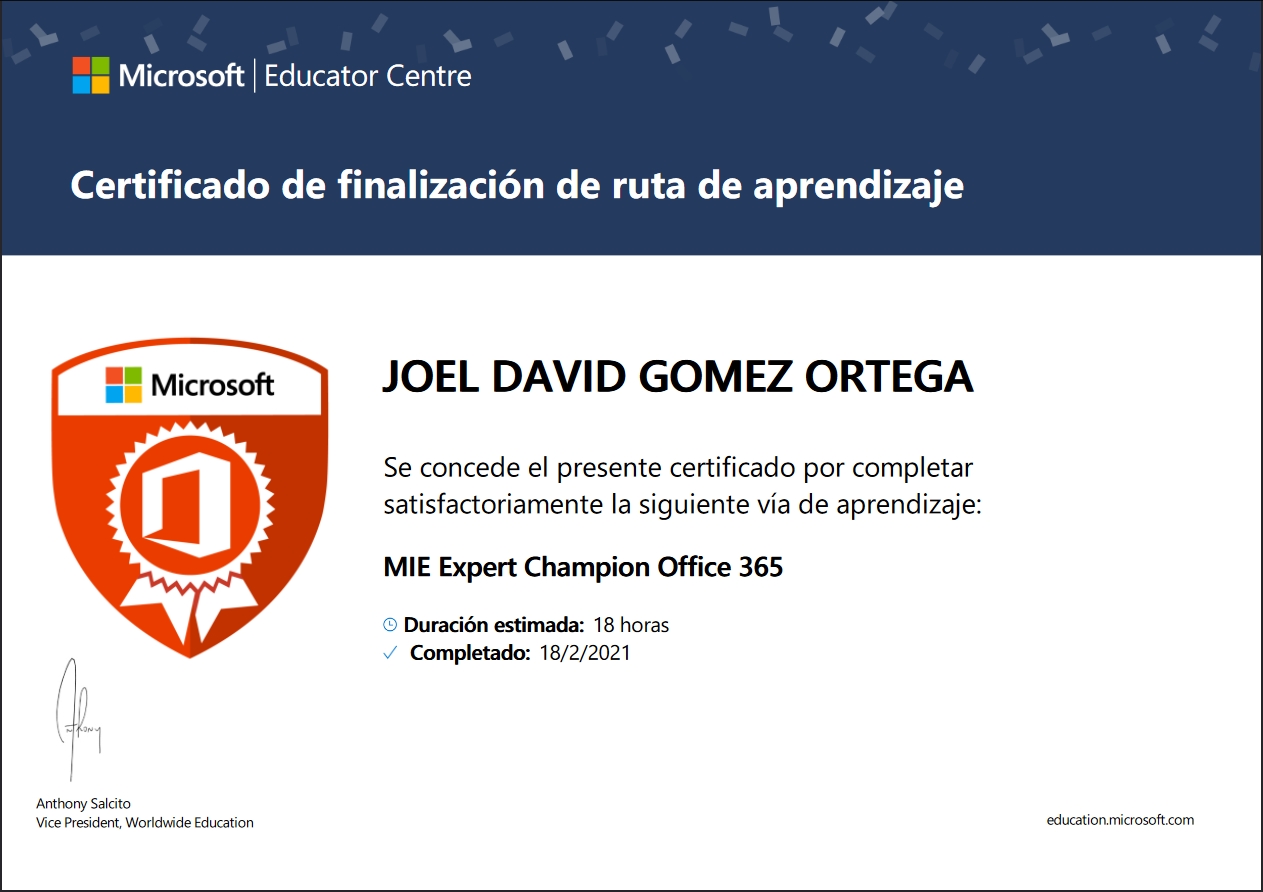 Microsoft | Educator Centre
Certificado de finalización de ruta de aprendizaje
Microsoft
JOEL DAVID GOMEZ ORTEGA
Se concede el presente certificado por completar
satisfactoriamente la siguiente vía de aprendizaje:
MIE Expert Champion Office 365
Duración estimada: 18 horas
Completado: 18/2/2021
Anthony
Anthony Salcito
Vice President, Worldwide Education
education.microsoft.com